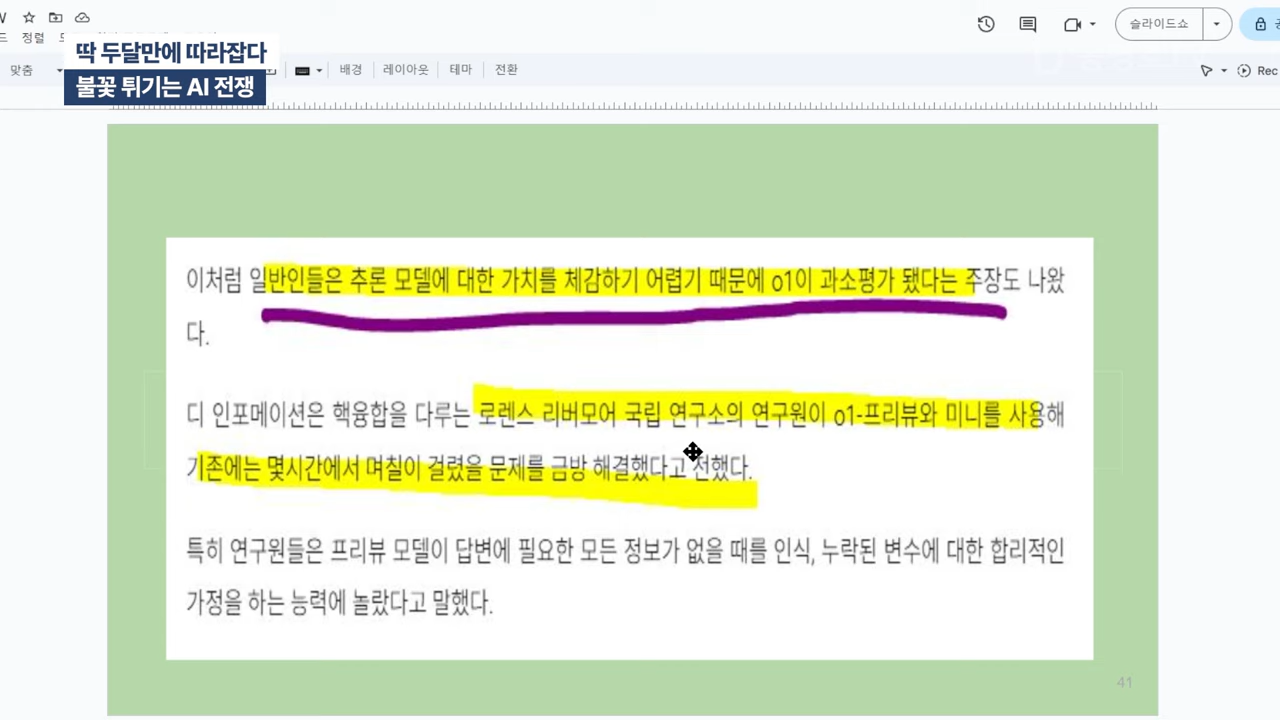 정렬
슬라이드쇼
딱 두달만에 따라잡다
불꽃 튀기는 AI 전쟁
맞춤
배경
레이아웃
테마
전환
Rec
이처럼 일반인들은 추론 모델에 대한 가치를 체감하기 어렵기 때문에 o1이 과소평가 됐다는 주장도 나왔
다.
디 인포메이션은 핵융합을 다루는 로렌스 리버모어 국립 연구소의 연구원이 o1-프리뷰와 미니를 사용해
기존에는 몇시간에서 며칠이 걸렸을 문제를 금방 해결했다고 전했다.
특히 연구원들은 프리뷰 모델이 답변에 필요한 모든 정보가 없을 때를 인식, 누락된 변수에 대한 합리적인
가정을 하는 능력에 놀랐다고 말했다.
41